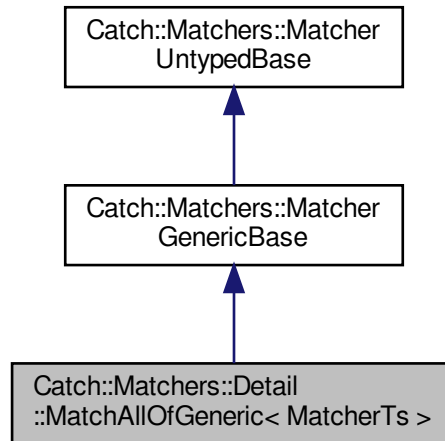 Catch::Matchers::Matcher
UntypedBase
Catch::Matchers::Matcher
GenericBase
Catch::Matchers::Detail
::MatchAllOfGeneric< MatcherTs >